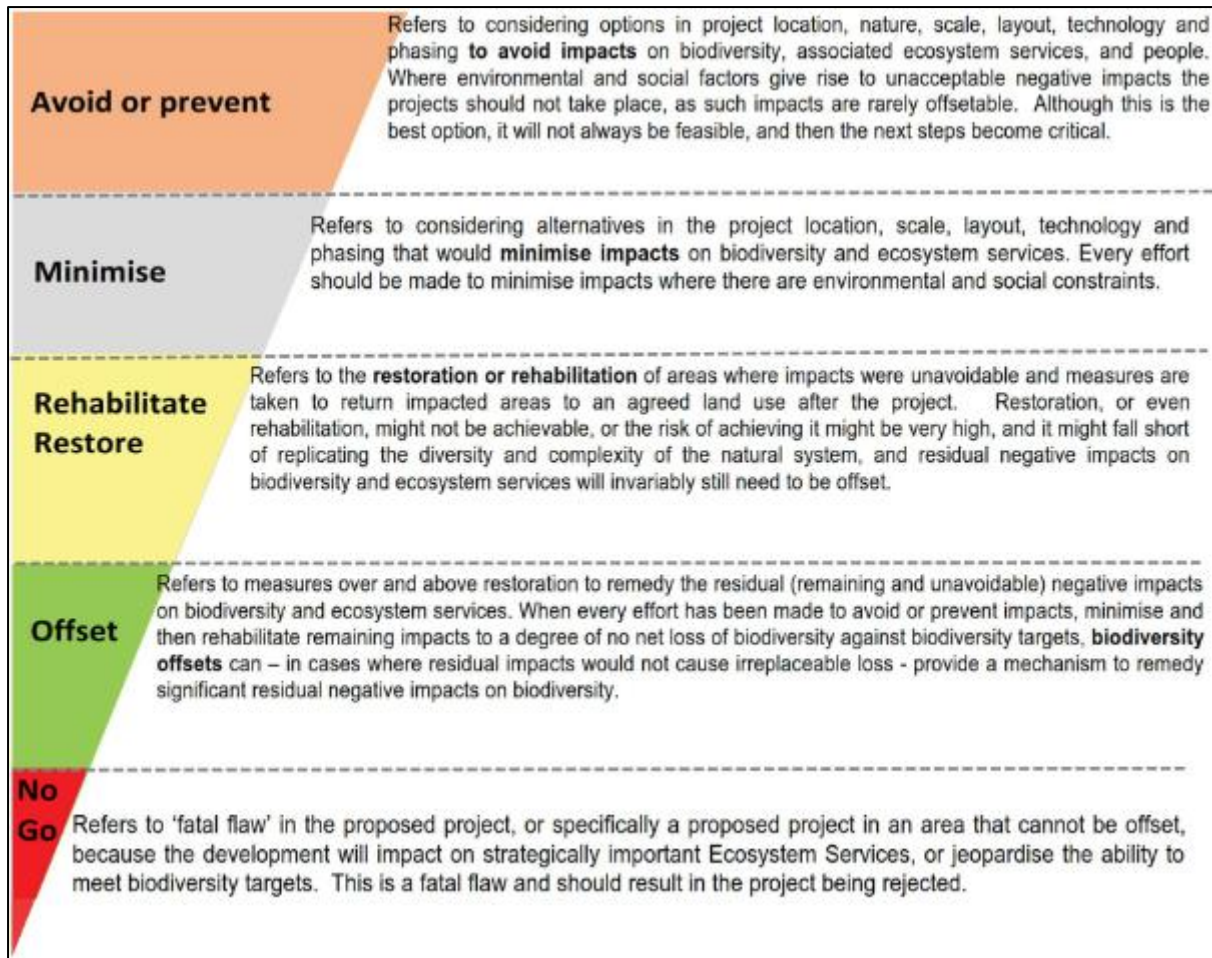 Avoid or prevent
Refers to considering options in project location, nature, scale, layout, technology and
phasing to avoid impacts on biodiversity, associated ecosystem services, and people.
Where environmental and social factors give rise to unacceptable negative impacts the
projects should not take place, as such impacts are rarely offsetable. Although this is the
best option, it will not always be feasible, and then the next steps become critical.
Minimise
Refers to considering alternatives in the project location, scale, layout, technology and
phasing that would minimise impacts on biodiversity and ecosystem services. Every effort
should be made to minimise impacts where there are environmental and social constraints.
Rehabilitate
Restore
Refers to the restoration or rehabilitation of areas where impacts were unavoidable and measures are
taken to return impacted areas to an agreed land use after the project. Restoration, or even
rehabilitation, might not be achievable, or the risk of achieving it might be very high, and it might fall short
of replicating the diversity and complexity of the natural system, and residual negative impacts on
biodiversity and ecosystem services will invariably still need to be offset.
Offset
Refers to measures over and above restoration to remedy the residual (remaining and unavoidable) negative impacts
on biodiversity and ecosystem services. When every effort has been made to avoid or prevent impacts, minimise and
then rehabilitate remaining impacts to a degree of no net loss of biodiversity against biodiversity targets, biodiversity
offsets can – in cases where residual impacts would not cause irreplaceable loss - provide a mechanism to remedy
significant residual negative impacts on biodiversity.
No
Go
Refers to ‘fatal flaw’ in the proposed project, or specifically a proposed project in an area that cannot be offset,
because the development will impact on strategically important Ecosystem Services, or jeopardise the ability to
meet biodiversity targets. This is a fatal flaw and should result in the project being rejected.